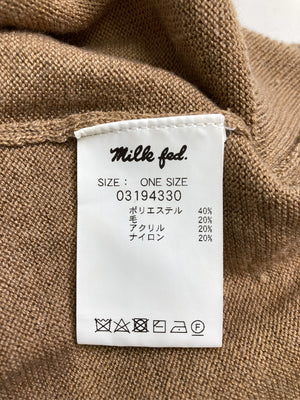 milk fed.
SIZE： ONE SIZE
03194330
ポリエステル 40%
毛 20%
アクリル 20%
ナイロン 20%